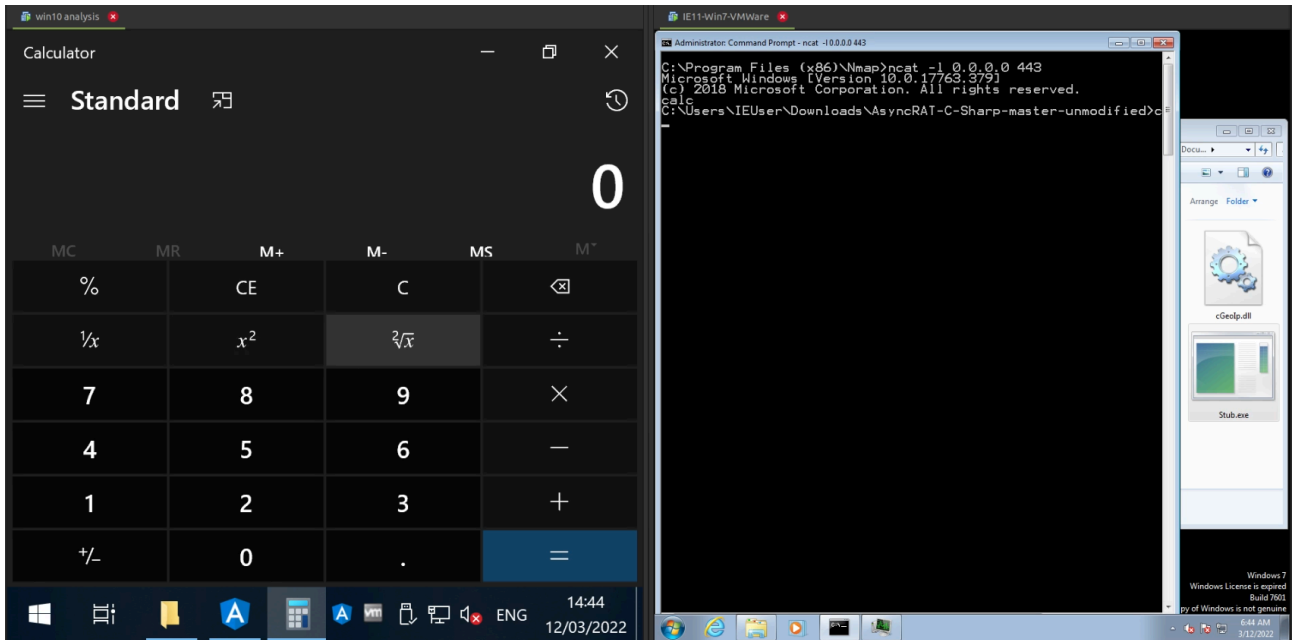 win10 analysis
Calculator
Standard
0
MC MR M+ M- MS M˅
% CE C
¹/x x² ²√x ÷
7 8 9 ×
4 5 6 −
1 2 3 +
+/− 0 . =
ENG
14:44
12/03/2022
IE11-Win7-VMWare
Administrator: Command Prompt - ncat -l 0.0.0.0 443
C:\Program Files (x86)\Nmap>ncat -l 0.0.0.0 443
Microsoft Windows [Version 10.0.17763.379]
(c) 2018 Microsoft Corporation. All rights reserved.
calc
C:\Users\IEUser\Downloads\AsyncRAT-C-Sharp-master-unmodified>c
Docu...
Arrange Folder
cGeoIp.dll
Stub.exe
Windows 7
Windows License is expired
Build 7601
py of Windows is not genuine
6:44 AM
3/12/2022